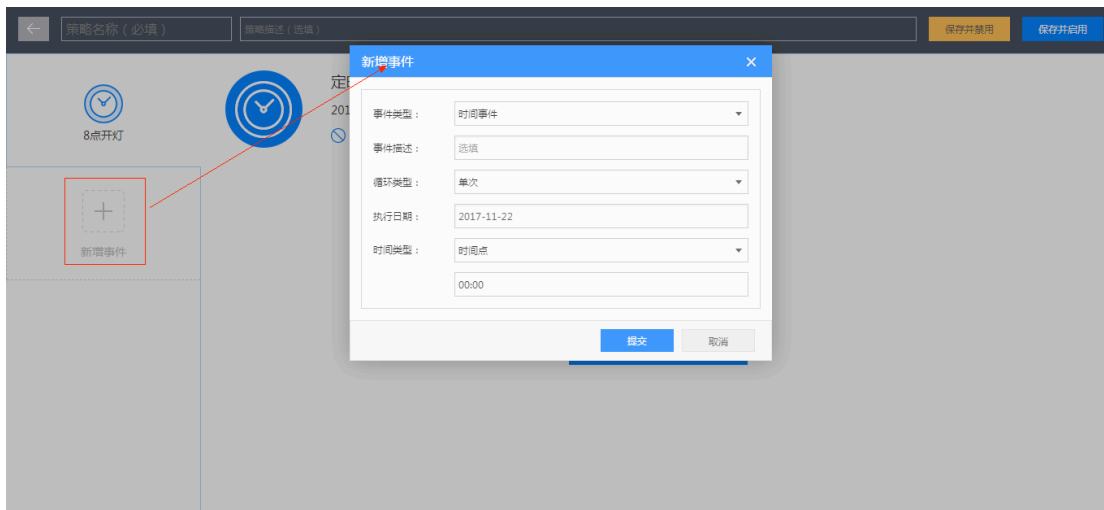 策略名称（必填）
策略描述（选填）
保存并禁用
保存并启用
8点开灯
新增事件
定时
201
新增事件
事件类型：
时间事件
事件描述：
选填
循环类型：
单次
执行日期：
2017-11-22
时间类型：
时间点
00:00
提交
取消